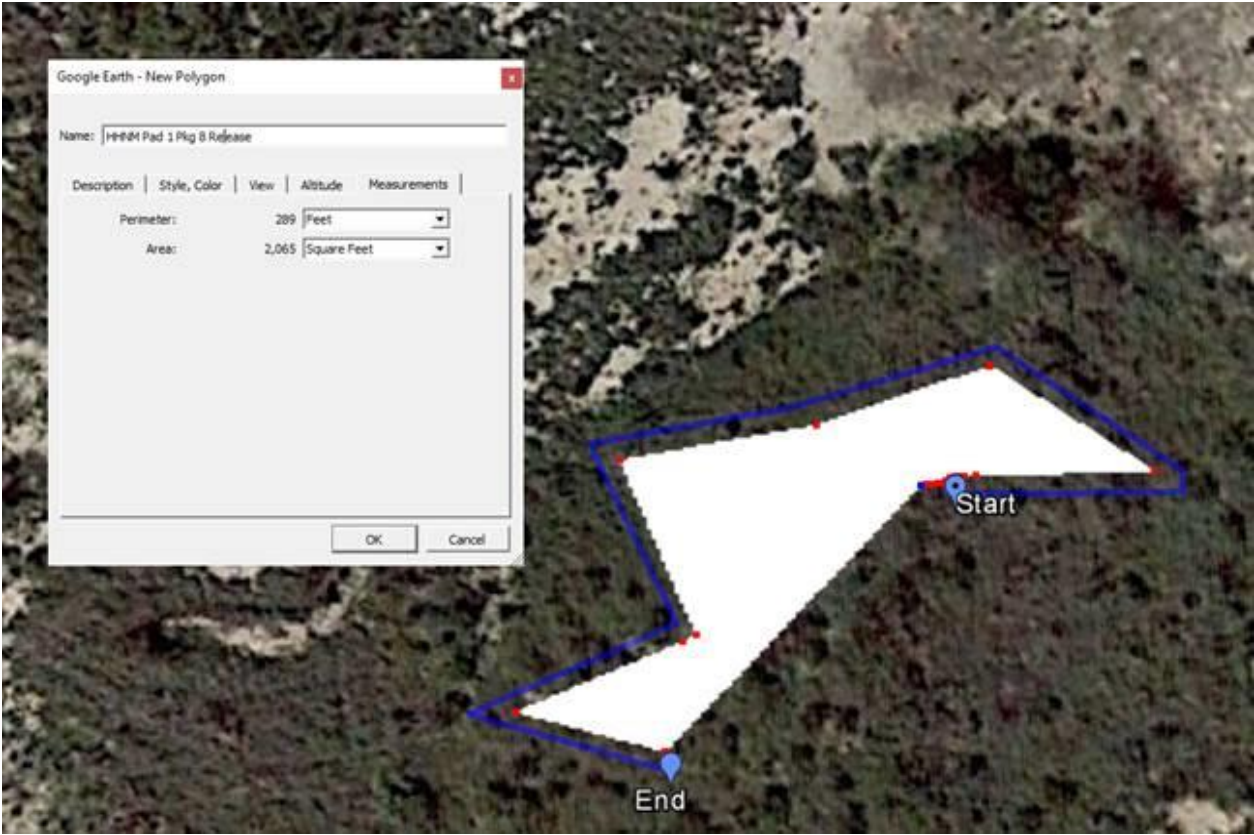 Google Earth - New Polygon
x
Name: HHNM Pad 1 Pkg 8 Release
Description Style, Color View Altitude Measurements
Perimeter: 289 Feet
Area: 2,065 Square Feet
OK Cancel
Start
End